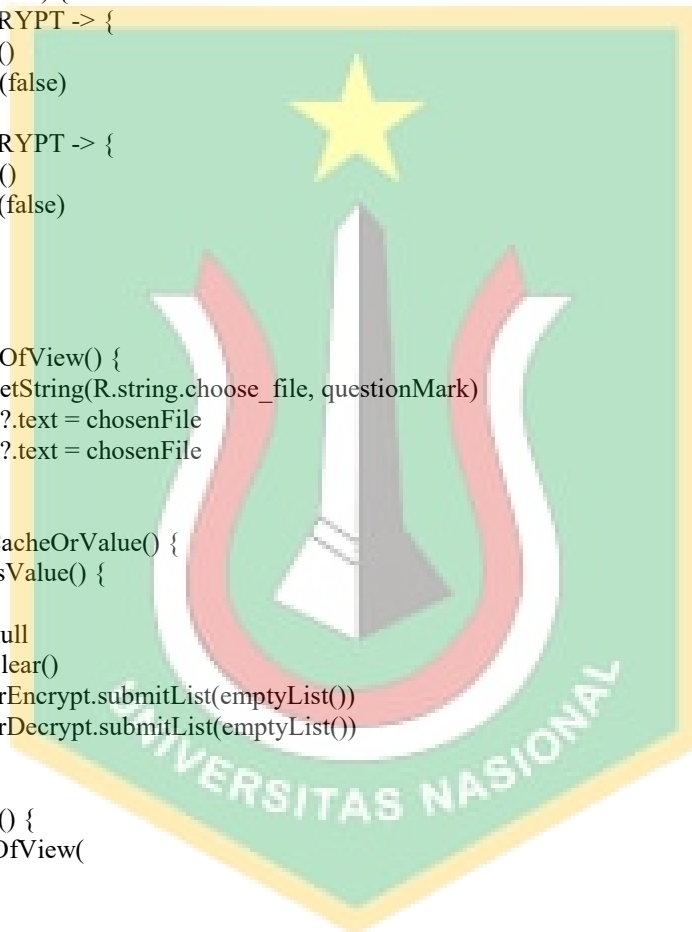 RYPT -> {
()
(false)
RYPT -> {
()
(false)
OfView() {
etString(R.string.choose_file, questionMark)
?.text = chosenFile
?.text = chosenFile
CacheOrValue() {
sValue() {
ull
lear()
rEncrypt.submitList(emptyList())
rDecrypt.submitList(emptyList())
UNIVERSITAS NASIONAL
() {
OfView(